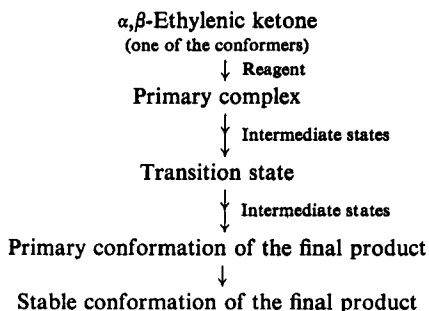 α,β-Ethylenic ketone
(one of the conformers)
Reagent
Primary complex
Intermediate states
Transition state
Intermediate states
Primary conformation of the final product
Stable conformation of the final product